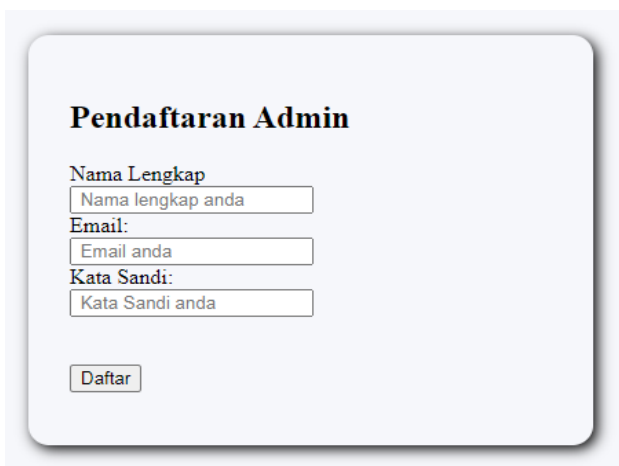 Pendaftaran Admin
Nama Lengkap
Nama lengkap anda
Email:
Email anda
Kata Sandi:
Kata Sandi anda
Daftar